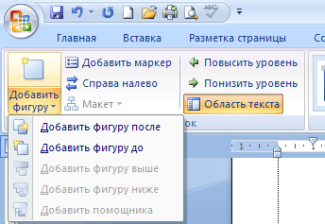 Главная Вставка Разметка страницы
Добавить фигуру
Добавить маркер
Справа налево
Макет
Повысить уровень
Понизить уровень
Область текста
Добавить фигуру после
Добавить фигуру до
Добавить фигуру выше
Добавить фигуру ниже
Добавить помощника
1